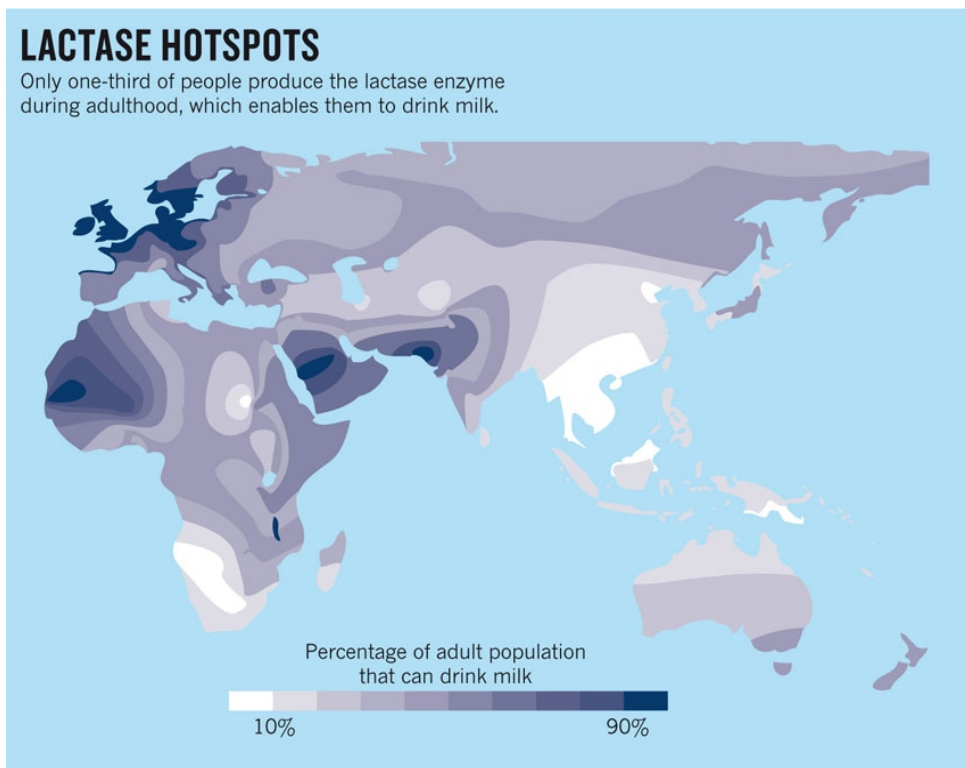 LACTASE HOTSPOTS
Only one-third of people produce the lactase enzyme
during adulthood, which enables them to drink milk.
Percentage of adult population
that can drink milk
10%
90%